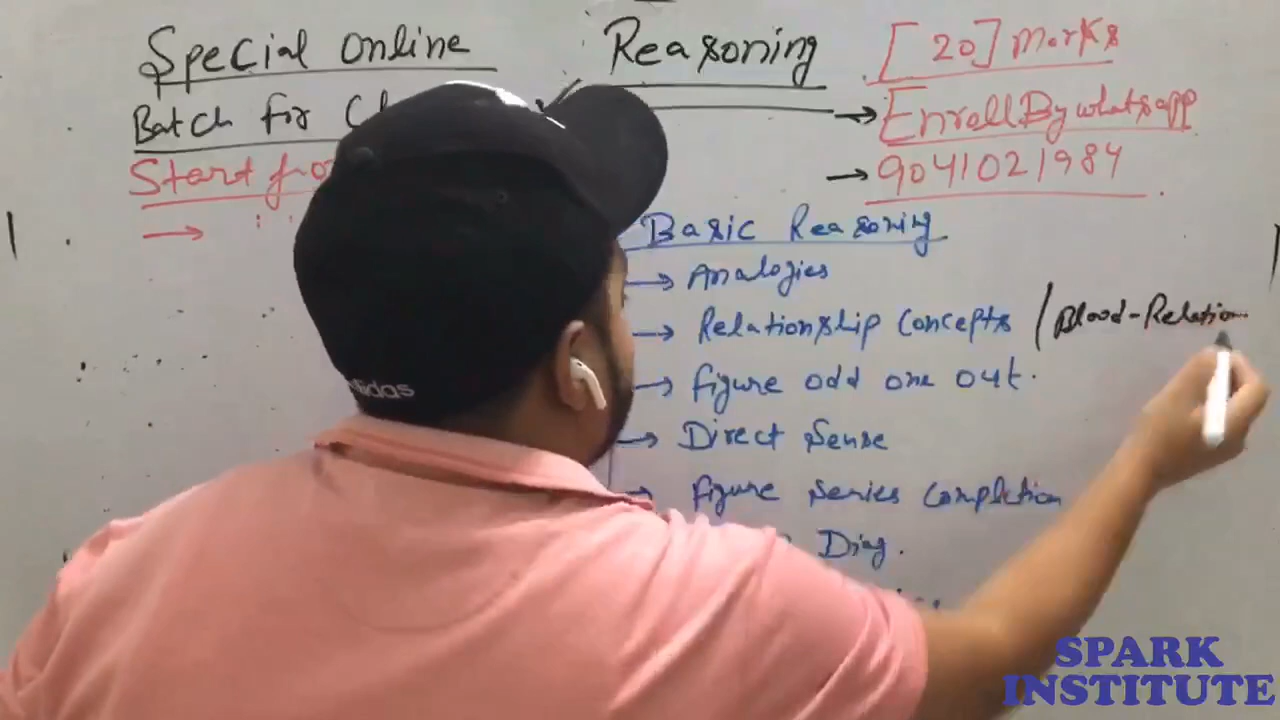 Special Online
Batch for
Start
Reasoning
[20] Marks
Enroll By whatsapp
9041021984
Basic Reasoning
Analogies
Relationship Concepts / Blood-Relation
figure odd one out.
Direct Sense
figure Series Completion
Diag.
adidas
SPARK
INSTITUTE